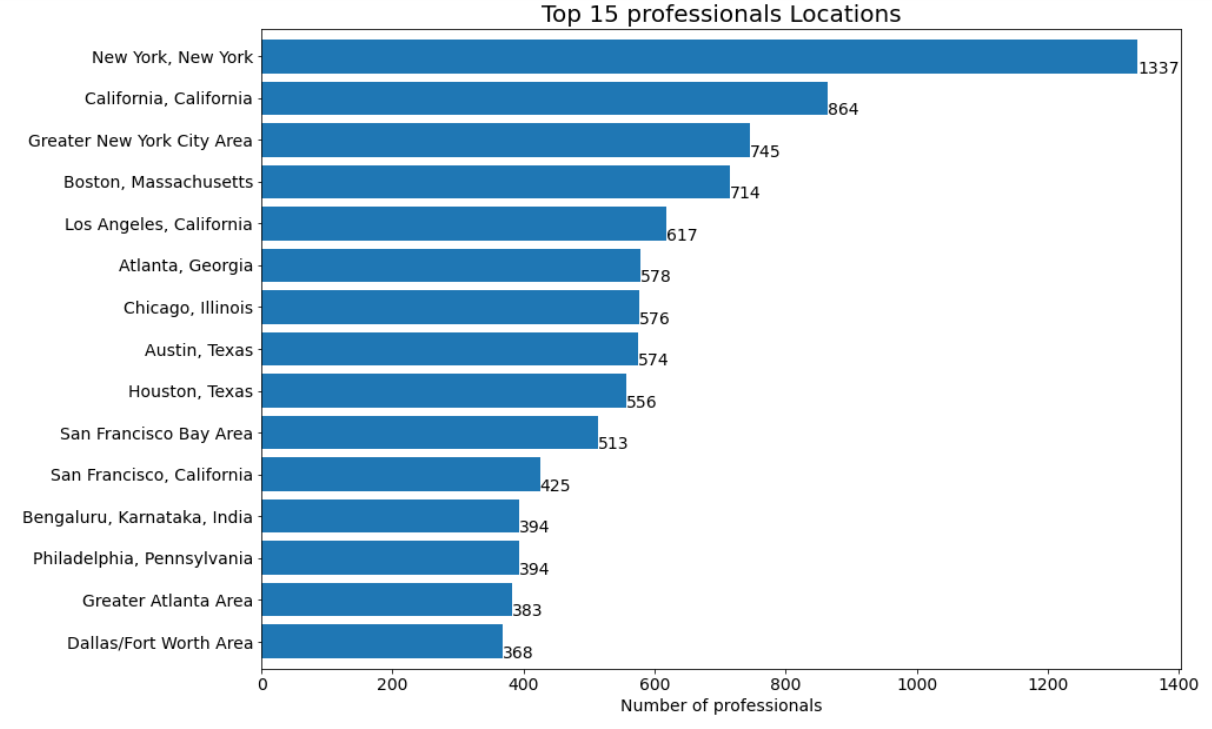 Top 15 professionals Locations
New York, New York
1337
California, California
864
Greater New York City Area
745
Boston, Massachusetts
714
Los Angeles, California
617
Atlanta, Georgia
578
Chicago, Illinois
576
Austin, Texas
574
Houston, Texas
556
San Francisco Bay Area
513
San Francisco, California
425
Bengaluru, Karnataka, India
394
Philadelphia, Pennsylvania
394
Greater Atlanta Area
383
Dallas/Fort Worth Area
368
0 200 400 600 800 1000 1200 1400
Number of professionals